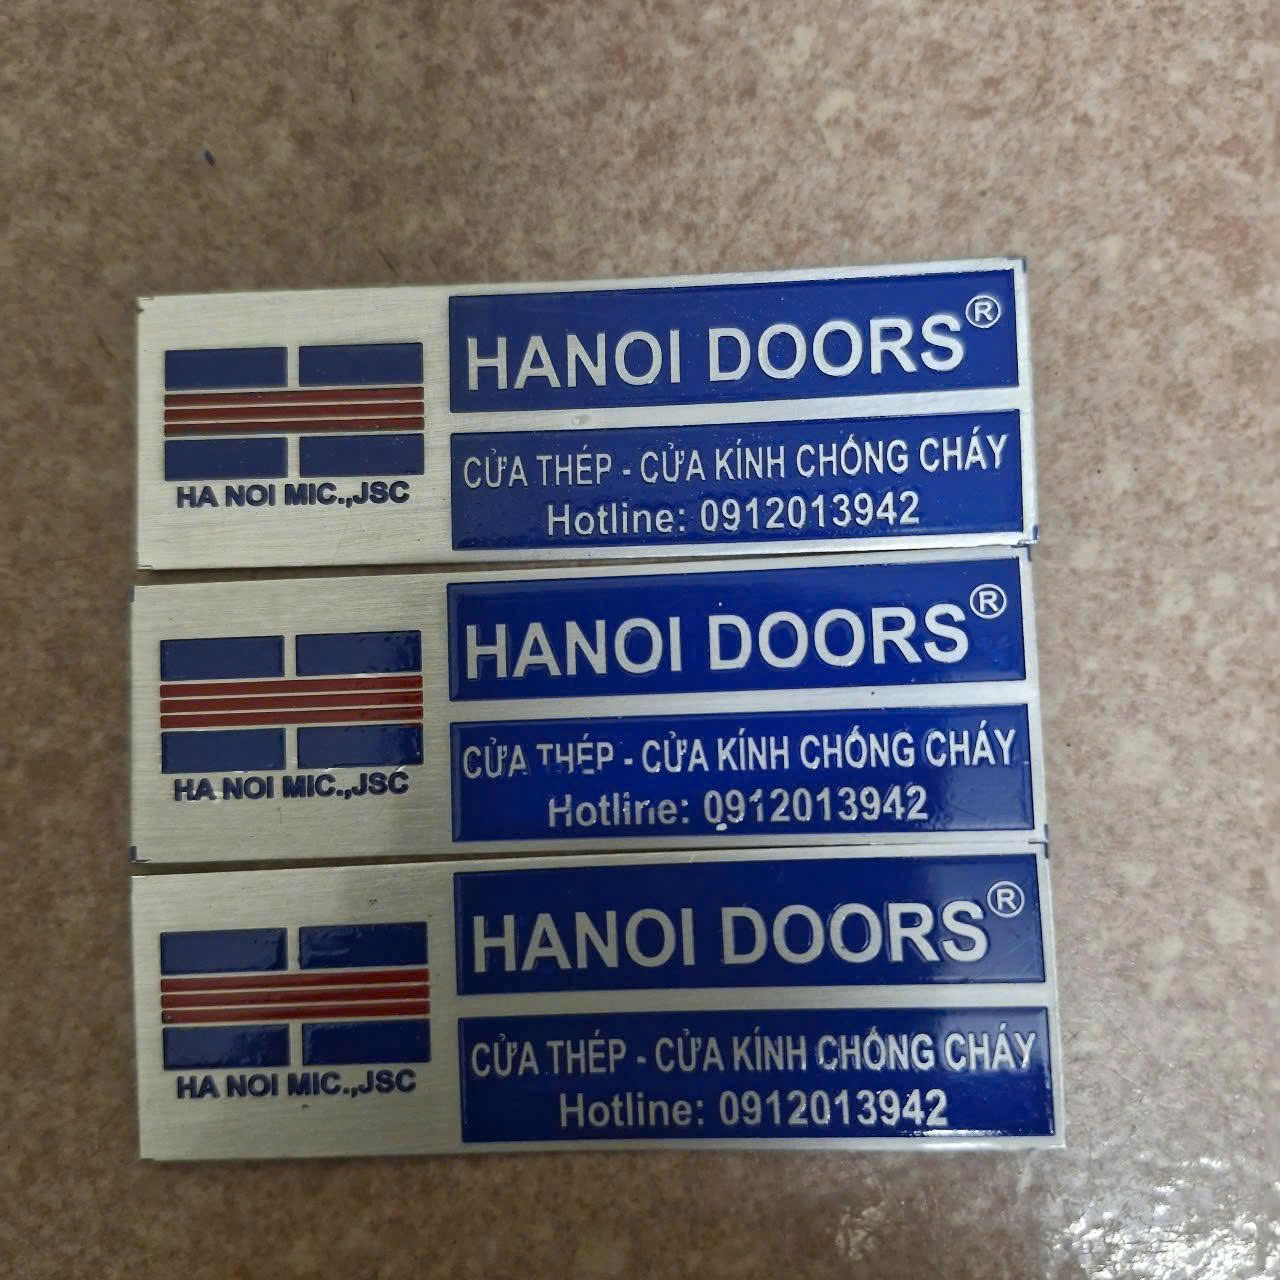 HANOI DOORS®
CỬA THÉP - CỬA KÍNH CHỐNG CHÁY
Hotline: 0912013942
HA NOI MIC.,JSC
HANOI DOORS®
CỬA THÉP - CỬA KÍNH CHỐNG CHÁY
Hotline: 0912013942
HA NOI MIC.,JSC
HANOI DOORS®
CỬA THÉP - CỬA KÍNH CHỐNG CHÁY
Hotline: 0912013942
HA NOI MIC.,JSC